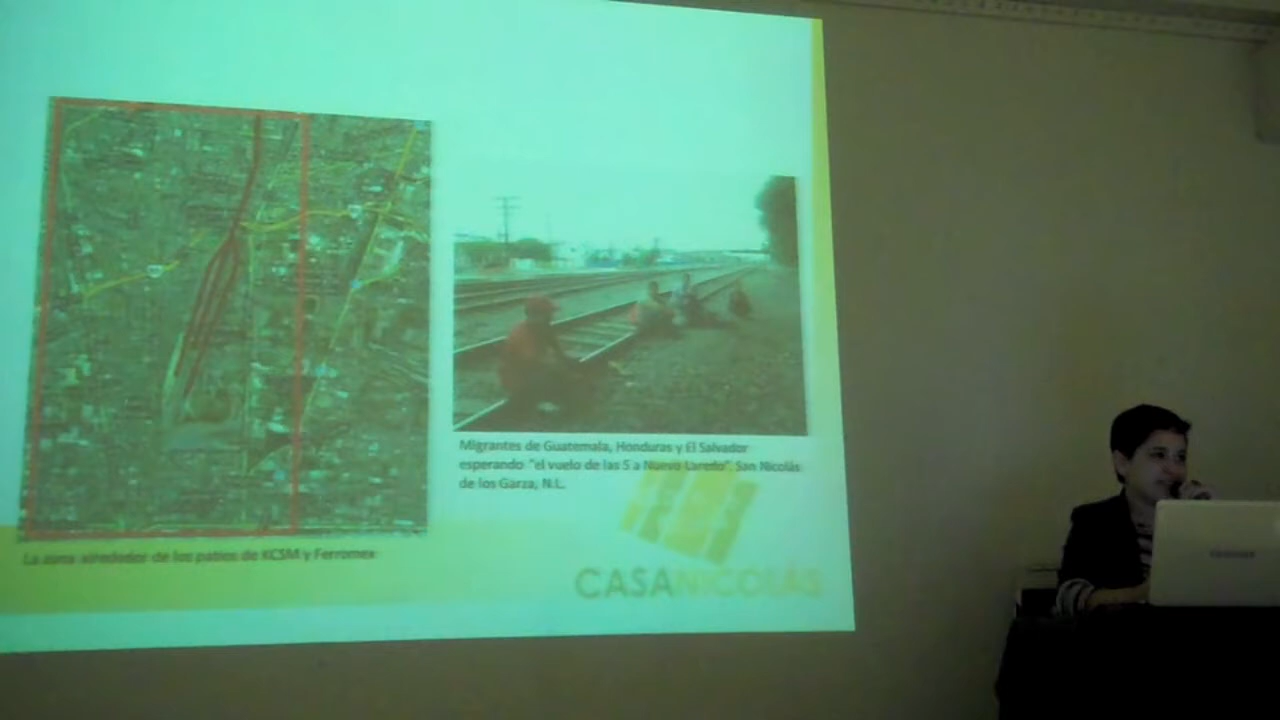 Migrantes de Guatemala, Honduras y El Salvador
esperando "el vuelo de las 5 a Nuevo Laredo". San Nicolás
de los Garza, N.L.
La zona alrededor de los patios de KCSM y Ferromex
CASANICOLÁS